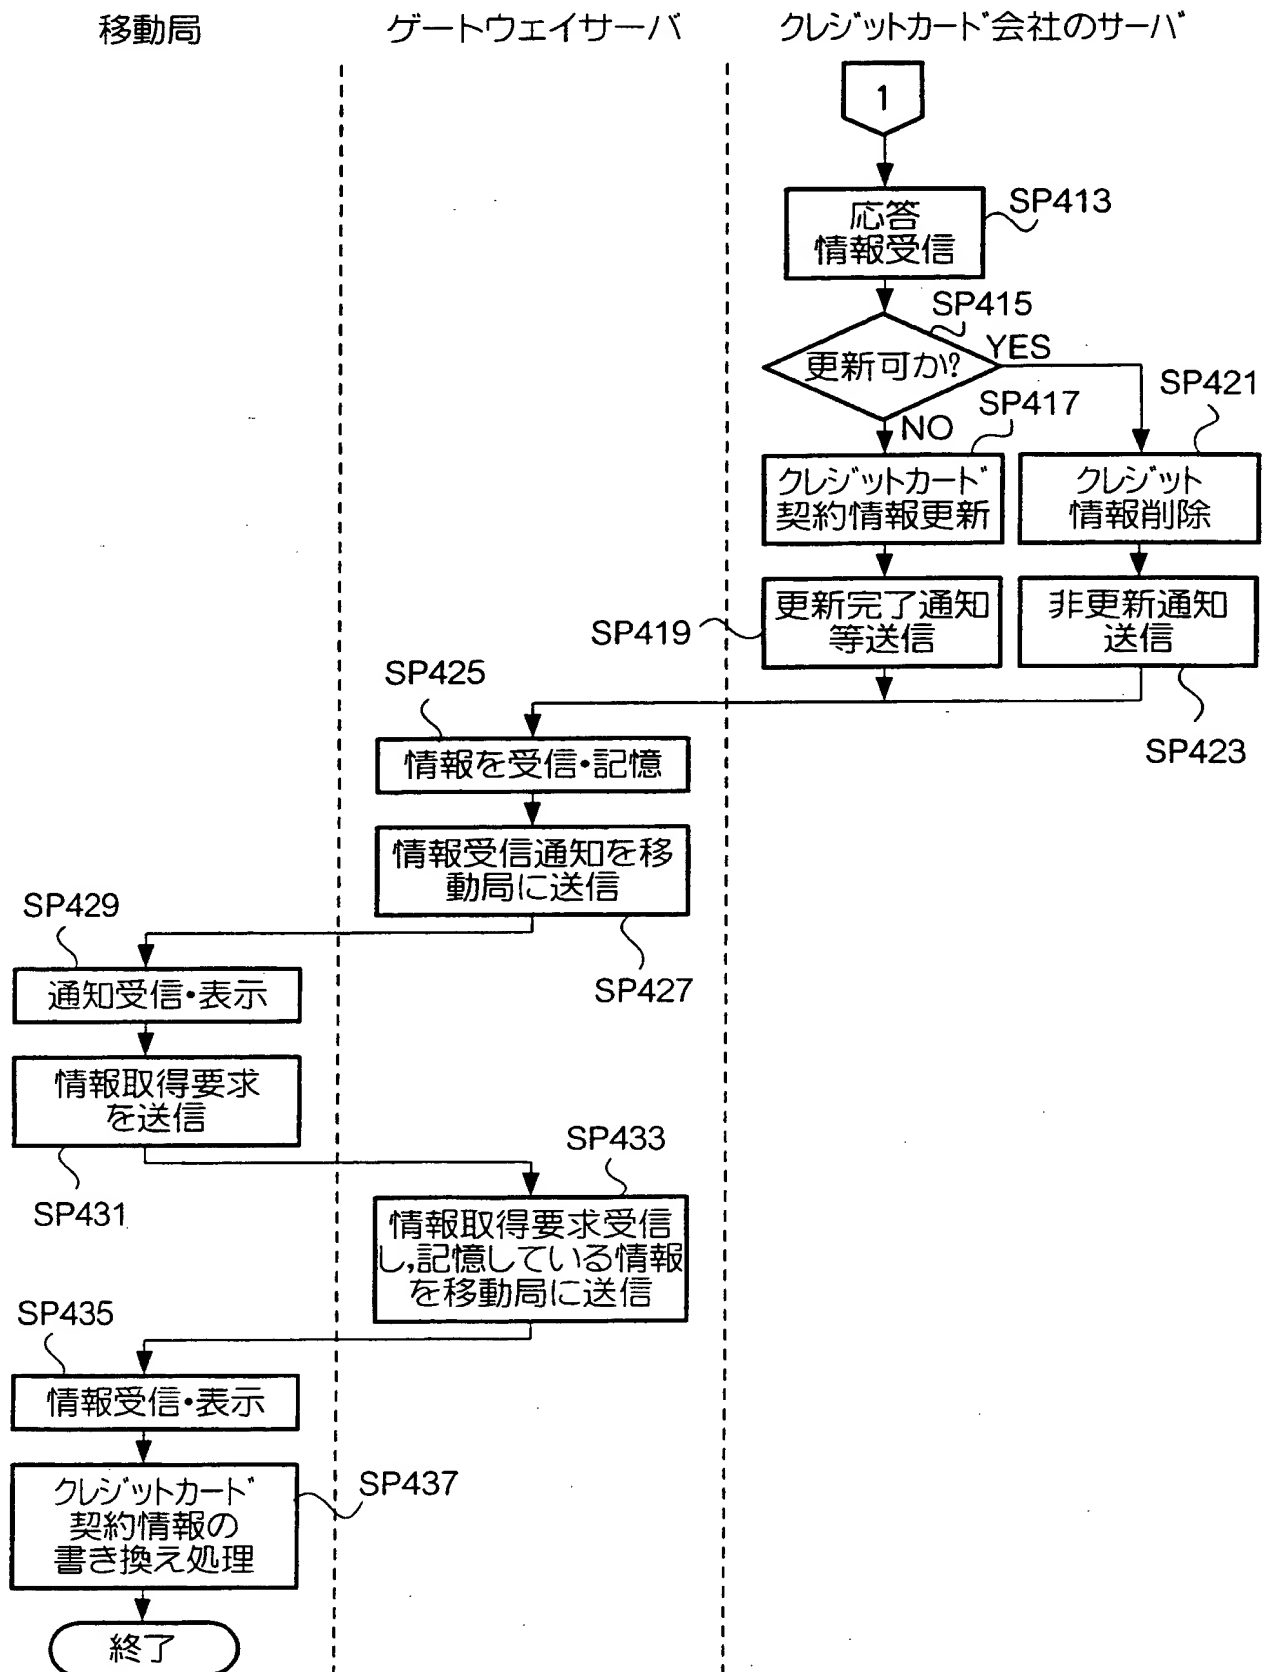 移動局
ゲートウェイサーバ
クレジットカード会社のサーバ
1
応答
情報受信
SP413
SP415
更新可か?
YES
NO
SP417
SP421
クレジットカード
契約情報更新
クレジット
情報削除
更新完了通知
等送信
SP419
非更新通知
送信
SP423
SP425
情報を受信・記憶
情報受信通知を移
動局に送信
SP427
SP429
通知受信・表示
情報取得要求
を送信
SP431
SP433
情報取得要求受信
し,記憶している情報
を移動局に送信
SP435
情報受信・表示
クレジットカード
契約情報の
書き換え処理
SP437
終了